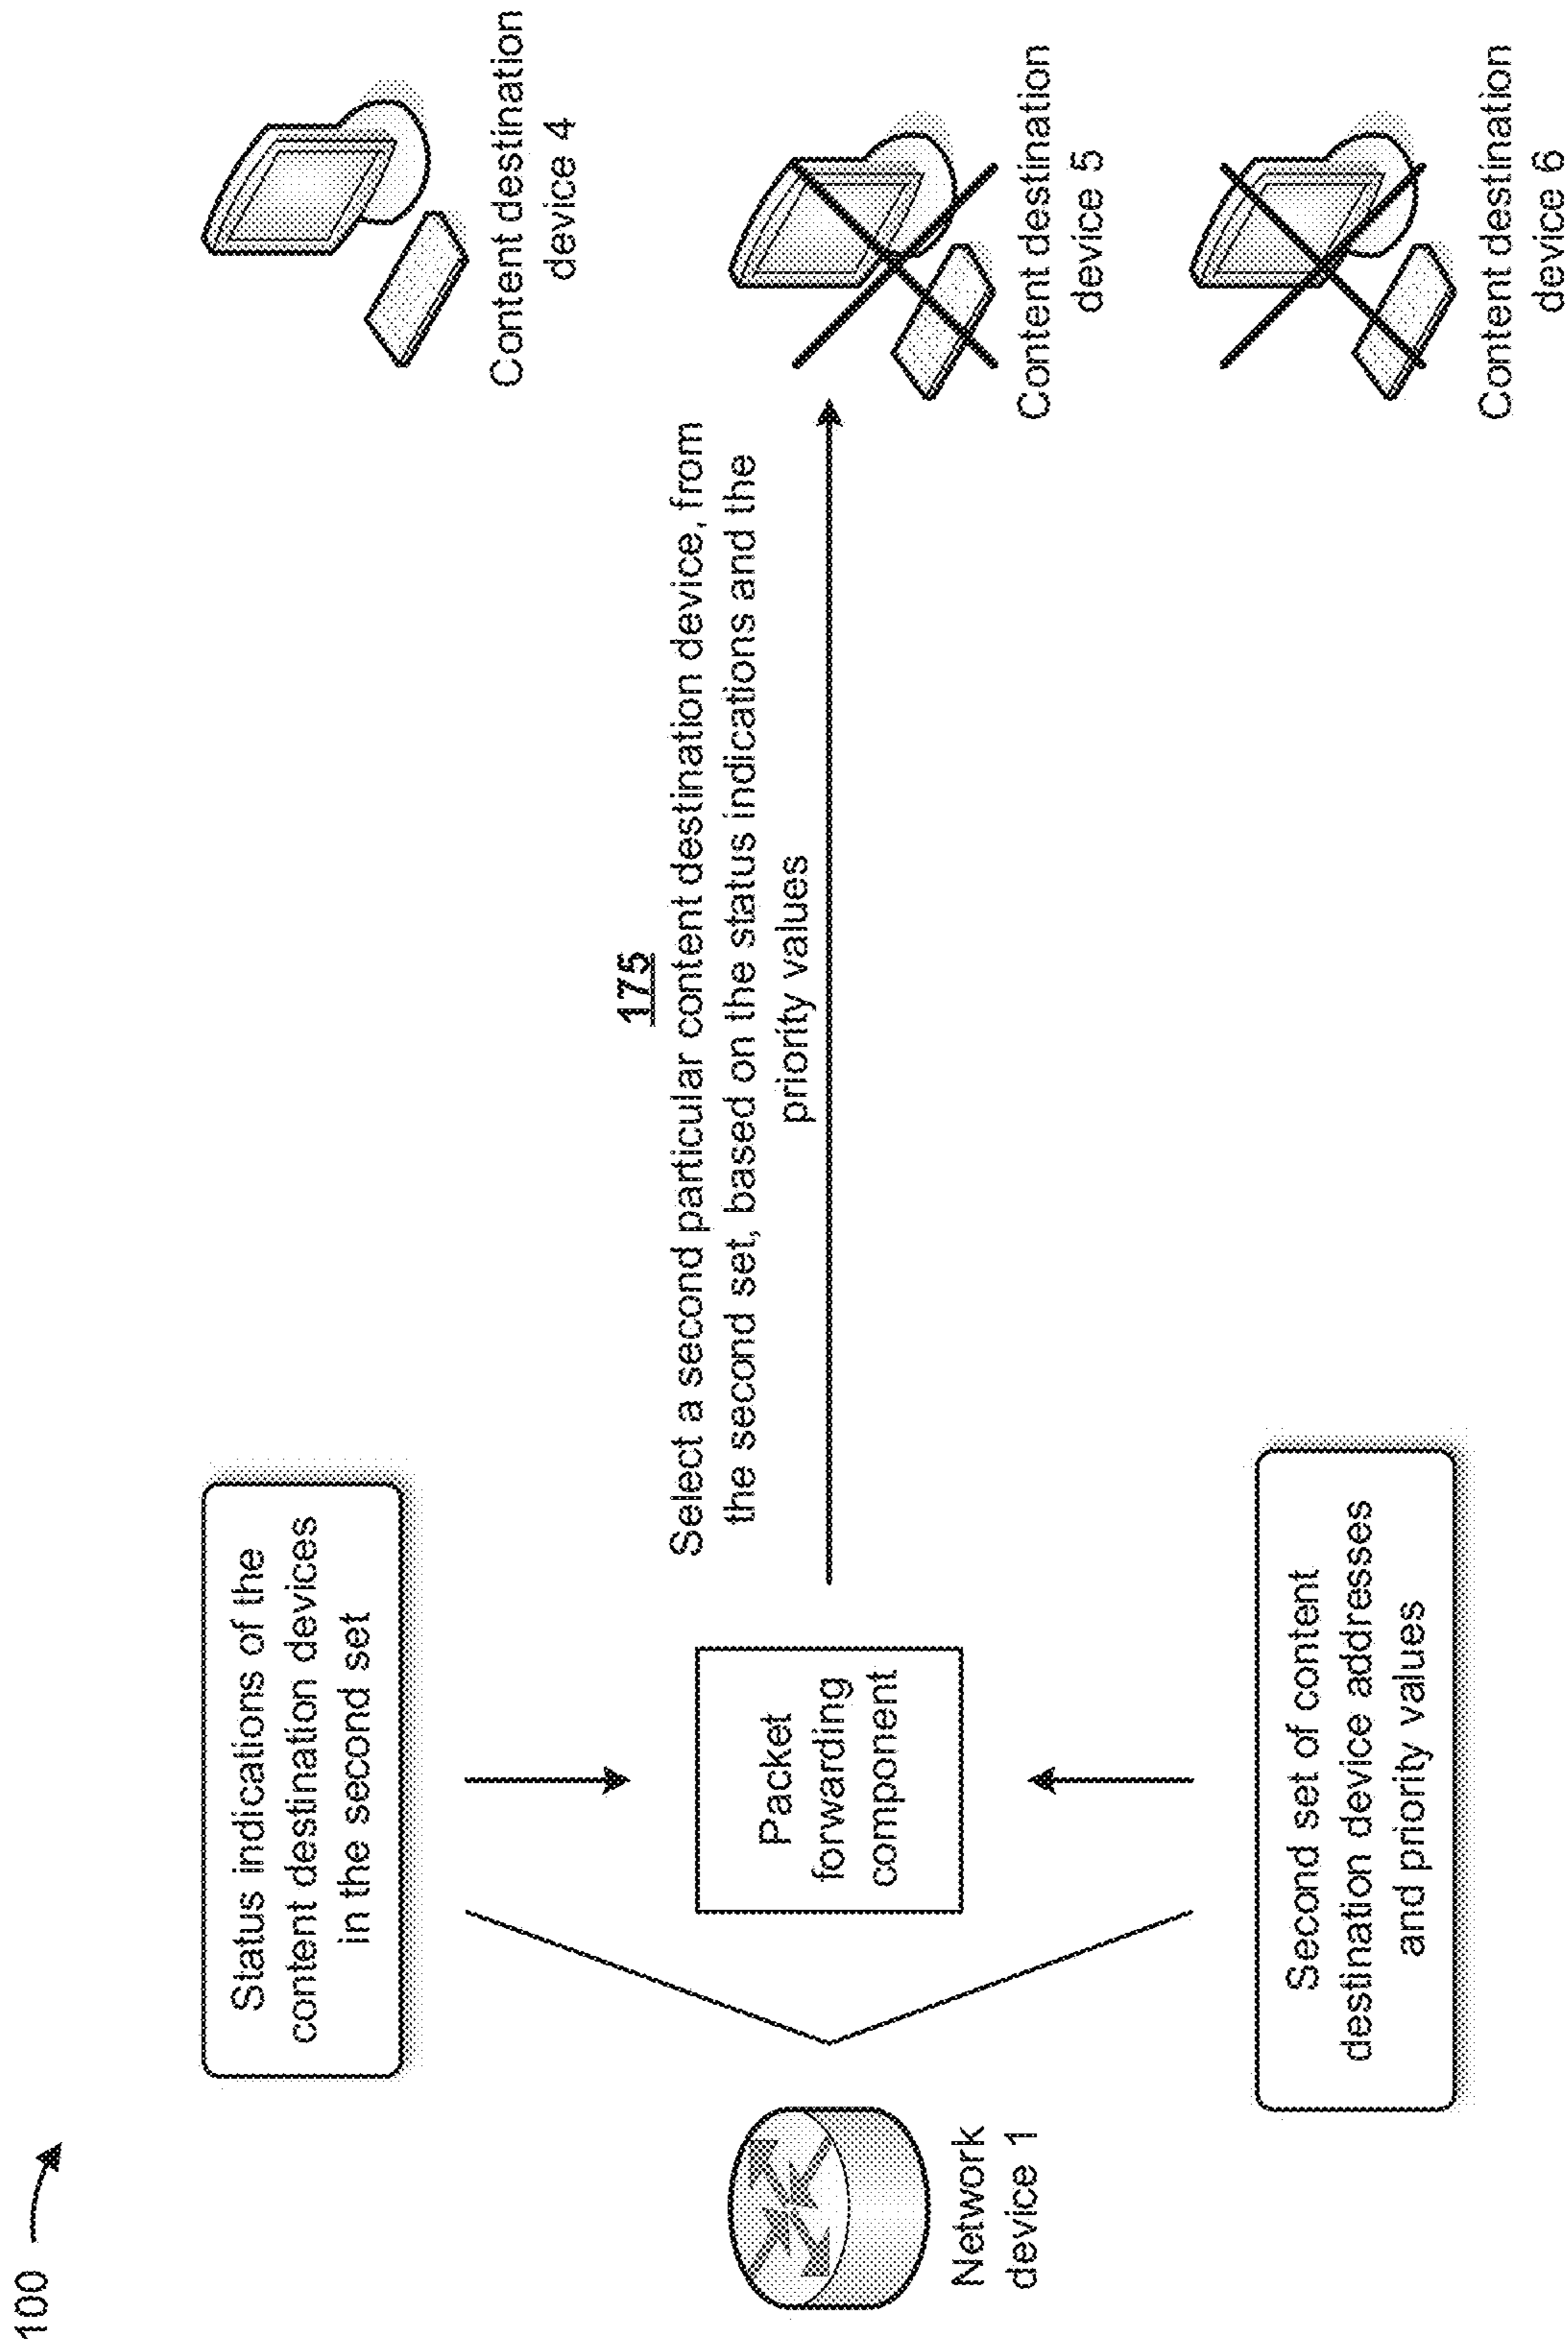 100
Status indications of the
content destination devices
in the second set
Network
device 1
Packet
forwarding
component
Second set of content
destination device addresses
and priority values
175
Select a second particular content destination device, from
the second set, based on the status indications and the
priority values
Content destination
device 4
Content destination
device 5
Content destination
device 6